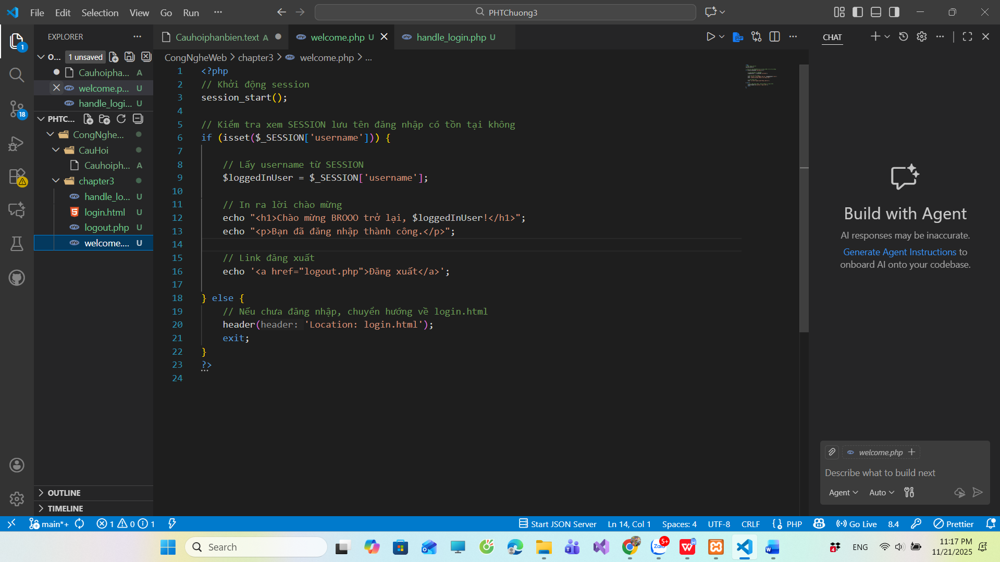 File Edit Selection View Go Run ···
PHTChuong3
EXPLORER
O... 1 unsaved
Cauhoipha... A
welcome.p... U
handle_logi... U
PHTC...
CongNghe...
CauHoi
Cauhoiph... A
chapter3
handle_lo... U
login.html U
logout.php U
welcome.... U
OUTLINE
TIMELINE
1
18
Cauhoiphanbien.text A
welcome.php U
handle_login.php U
CongNgheWeb > chapter3 > welcome.php > ...
1 <?php
2 // Khởi động session
3 session_start();
4
5 // Kiểm tra xem SESSION lưu tên đăng nhập có tồn tại không
6 if (isset($_SESSION['username'])) {
7
8 // Lấy username từ SESSION
9 $loggedInUser = $_SESSION['username'];
10
11 // In ra lời chào mừng
12 echo "<h1>Chào mừng BROOO trở lại, $loggedInUser!</h1>";
13 echo "<p>Bạn đã đăng nhập thành công.</p>";
14
15 // Link đăng xuất
16 echo '<a href="logout.php">Đăng xuất</a>';
17
18 } else {
19 // Nếu chưa đăng nhập, chuyển hướng về login.html
20 header(header: 'Location: login.html');
21 exit;
22 }
23 ?>
24
CHAT
Build with Agent
AI responses may be inaccurate.
Generate Agent Instructions to
onboard AI onto your codebase.
welcome.php
Describe what to build next
Agent Auto
main*+ 1 0 1 Start JSON Server Ln 14, Col 1 Spaces: 4 UTF-8 CRLF PHP Go Live 8.4 Prettier
Search
Zalo
5+
4
ENG
11:17 PM
11/21/2025